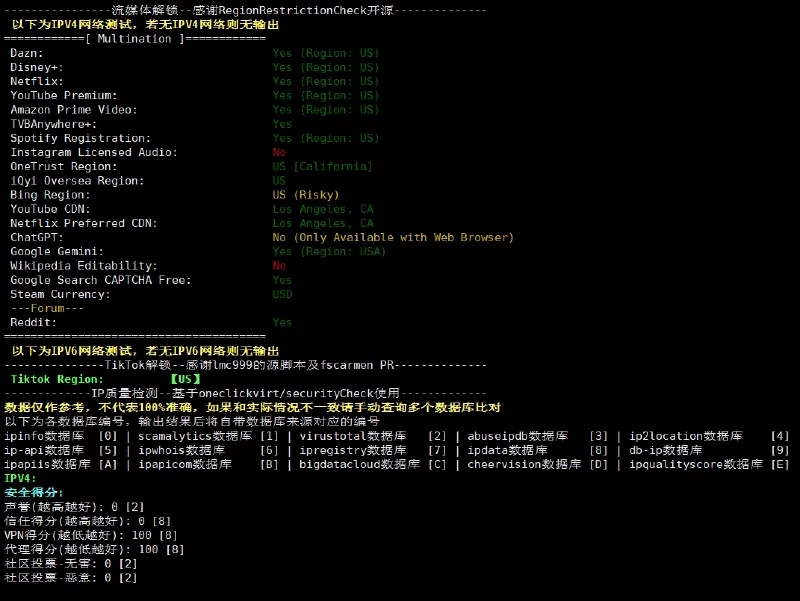 ---------------流媒体解锁--感谢RegionRestrictionCheck开源---------------
以下为IPV4网络测试，若无IPV4网络则无输出
============[ Multination ]============
Dazn: Yes (Region: US)
Disney+: Yes (Region: US)
Netflix: Yes (Region: US)
YouTube Premium: Yes (Region: US)
Amazon Prime Video: Yes (Region: US)
TVBAnywhere+: Yes
Spotify Registration: Yes (Region: US)
Instagram Licensed Audio: No
OneTrust Region: US [California]
iQyi Oversea Region: US
Bing Region: US (Risky)
YouTube CDN: Los Angeles, CA
Netflix Preferred CDN: Los Angeles, CA
ChatGPT: No (Only Available with Web Browser)
Google Gemini: Yes (Region: USA)
Wikipedia Editability: No
Google Search CAPTCHA Free: Yes
Steam Currency: USD
---Forum---
Reddit: Yes
=======================================
以下为IPV6网络测试，若无IPV6网络则无输出
---------------TikTok解锁--感谢lmc999的源脚本及fscarmen PR--------------
Tiktok Region: 【US】
-------------IP质量检测--基于oneclickvirt/securityCheck使用-------------
数据仅作参考，不代表100%准确，如果和实际情况不一致请手动查询多个数据库比对
以下为各数据库编号，输出结果后将自带数据库来源对应的编号
ipinfo数据库 [0] | scamalytics数据库 [1] | virustotal数据库 [2] | abuseipdb数据库 [3] | ip2location数据库 [4]
ip-api数据库 [5] | ipwhois数据库 [6] | ipregistry数据库 [7] | ipdata数据库 [8] | db-ip数据库 [9]
ipapiis数据库 [A] | ipapicom数据库 [B] | bigdatacloud数据库 [C] | cheervision数据库 [D] | ipqualityscore数据库 [E]
IPV4:
安全得分:
声誉(越高越好): 0 [2]
信任得分(越高越好): 0 [8]
VPN得分(越低越好): 100 [8]
代理得分(越低越好): 100 [8]
社区投票-无害: 0 [2]
社区投票-恶意: 0 [2]